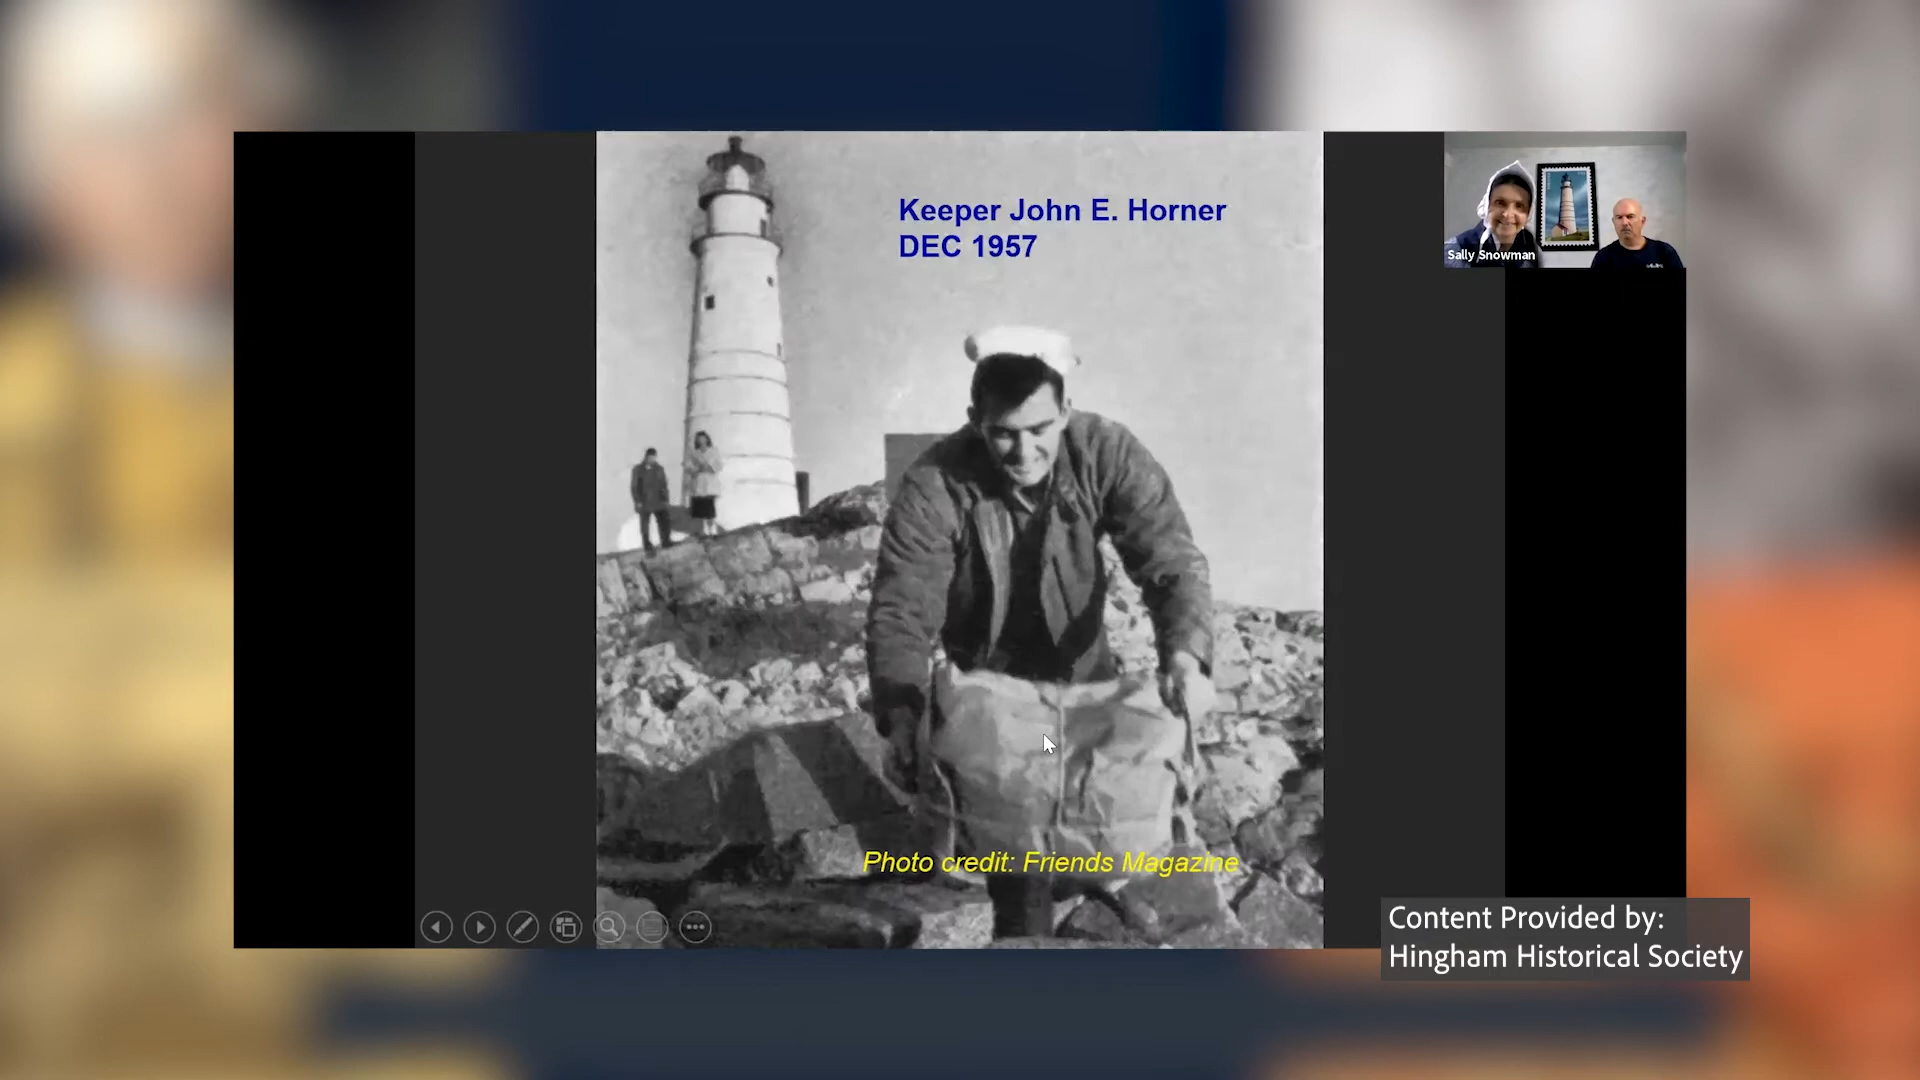 Keeper John E. Horner
DEC 1957
Sally Snowman
Photo credit: Friends Magazine
Content Provided by:
Hingham Historical Society